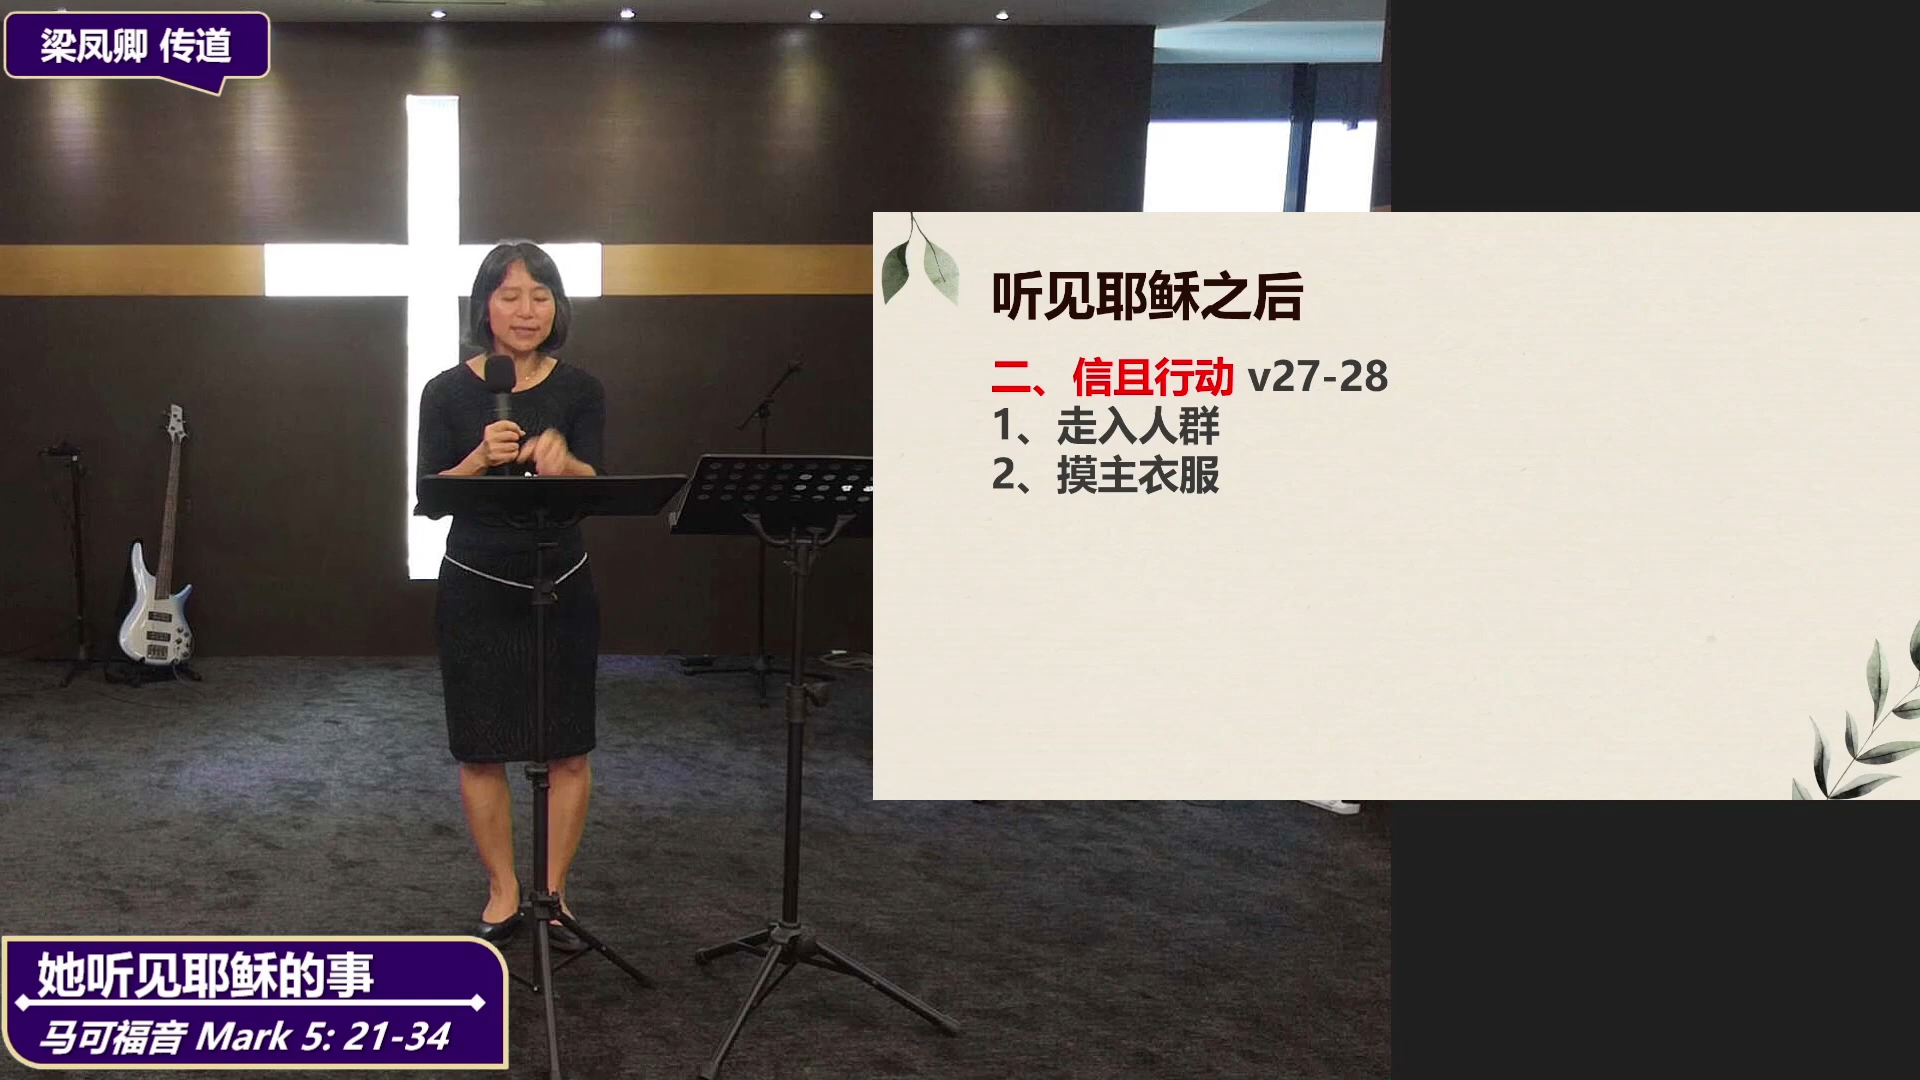 梁凤卿 传道
听见耶稣之后
二、信且行动 v27-28
1、走入人群
2、摸主衣服
她听见耶稣的事
马可福音 Mark 5: 21-34